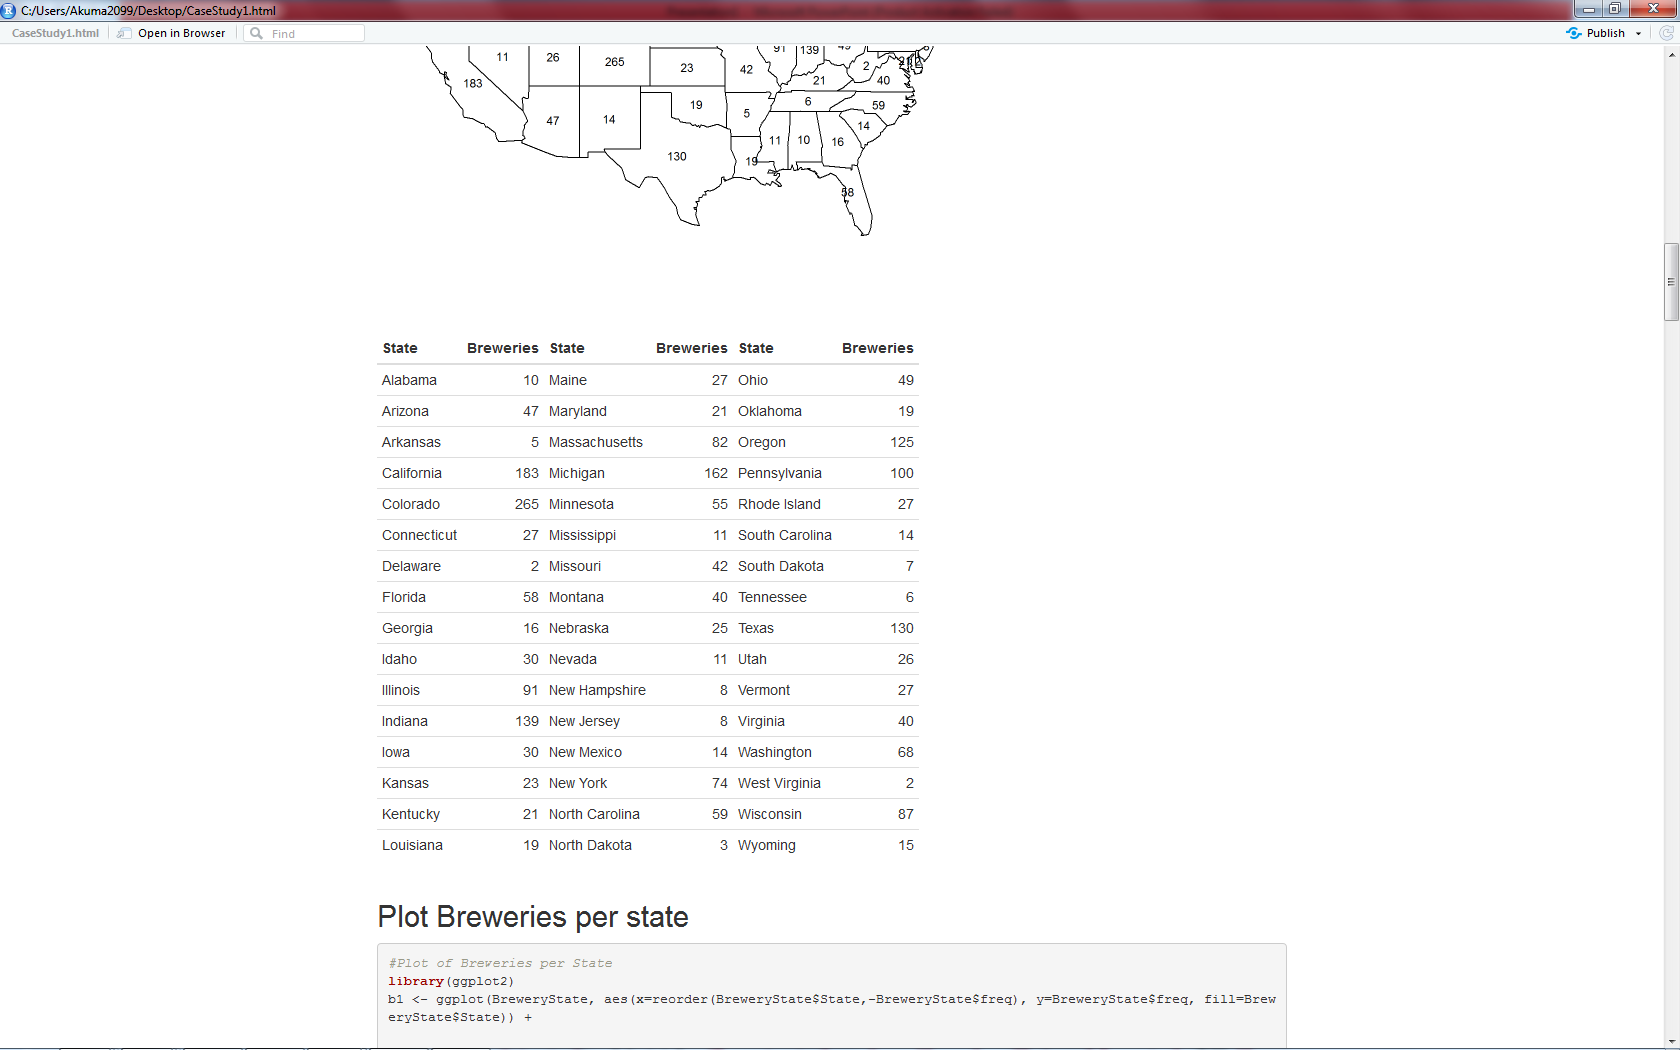 C:/Users/Akuma2099/Desktop/CaseStudy1.html
CaseStudy1.html Open in Browser Find Publish
91 139 49
11 26 265 23 42 2
183 21 40
19 6 59
47 14 5 14
11 10 16
130 19
58
State Breweries State Breweries State Breweries
Alabama 10 Maine 27 Ohio 49
Arizona 47 Maryland 21 Oklahoma 19
Arkansas 5 Massachusetts 82 Oregon 125
California 183 Michigan 162 Pennsylvania 100
Colorado 265 Minnesota 55 Rhode Island 27
Connecticut 27 Mississippi 11 South Carolina 14
Delaware 2 Missouri 42 South Dakota 7
Florida 58 Montana 40 Tennessee 6
Georgia 16 Nebraska 25 Texas 130
Idaho 30 Nevada 11 Utah 26
Illinois 91 New Hampshire 8 Vermont 27
Indiana 139 New Jersey 8 Virginia 40
Iowa 30 New Mexico 14 Washington 68
Kansas 23 New York 74 West Virginia 2
Kentucky 21 North Carolina 59 Wisconsin 87
Louisiana 19 North Dakota 3 Wyoming 15
Plot Breweries per state
#Plot of Breweries per State
library(ggplot2)
b1 <- ggplot(BreweryState, aes(x=reorder(BreweryState$State,-BreweryState$freq), y=BreweryState$freq, fill=Brew
eryState$State)) +